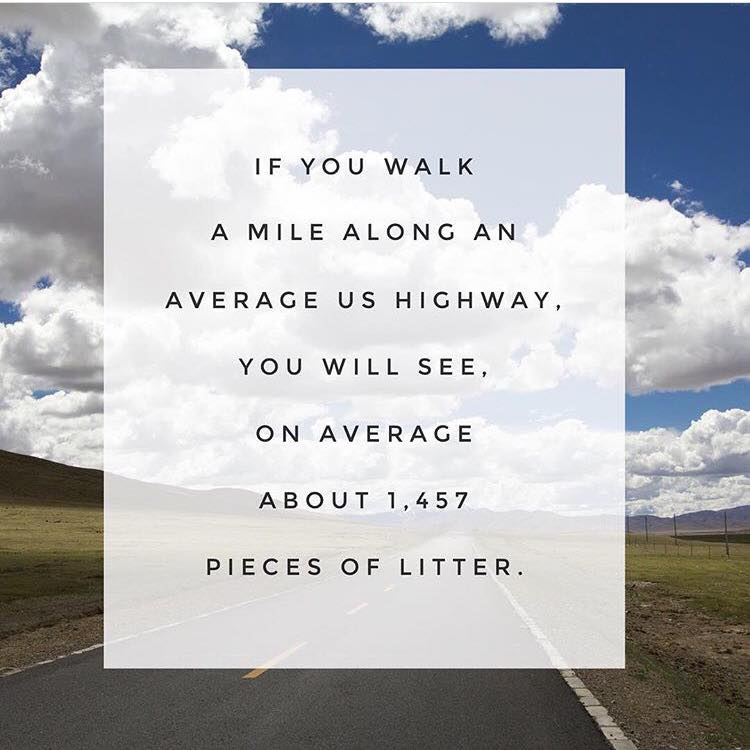 IF YOU WALK
A MILE ALONG AN
AVERAGE US HIGHWAY,
YOU WILL SEE,
ON AVERAGE
ABOUT 1,457
PIECES OF LITTER.